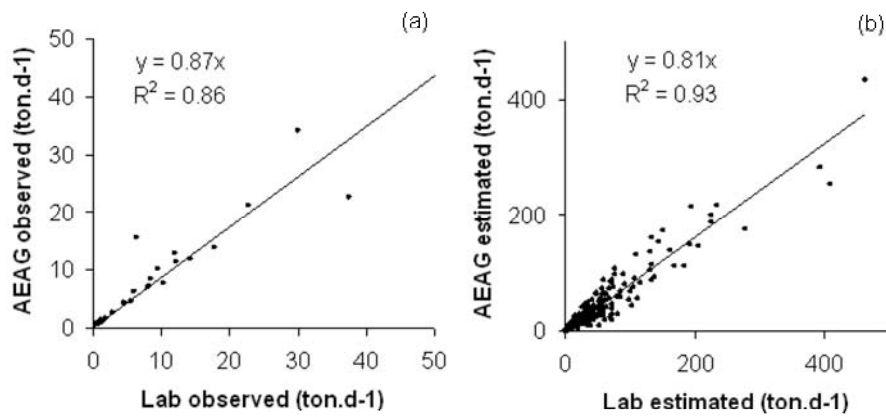 (a)
y = 0.87x
R² = 0.86
AEAG observed (ton.d-1)
50
40
30
20
10
0
0 10 20 30 40 50
Lab observed (ton.d-1)
(b)
y = 0.81x
R² = 0.93
AEAG estimated (ton.d-1)
400
200
0
0 200 400
Lab estimated (ton.d-1)